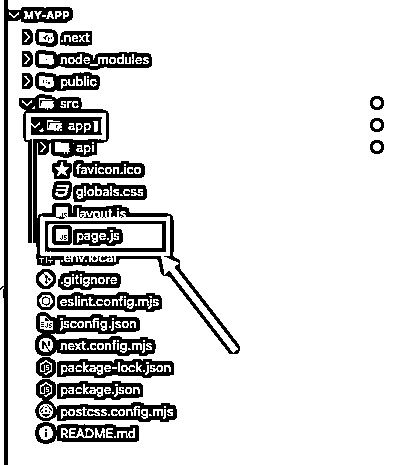 MY-APP
.next
node_modules
public
src
app
api
favicon.ico
globals.css
layout.js
page.js
.env.local
.gitignore
eslint.config.mjs
jsconfig.json
next.config.mjs
package-lock.json
package.json
postcss.config.mjs
README.md